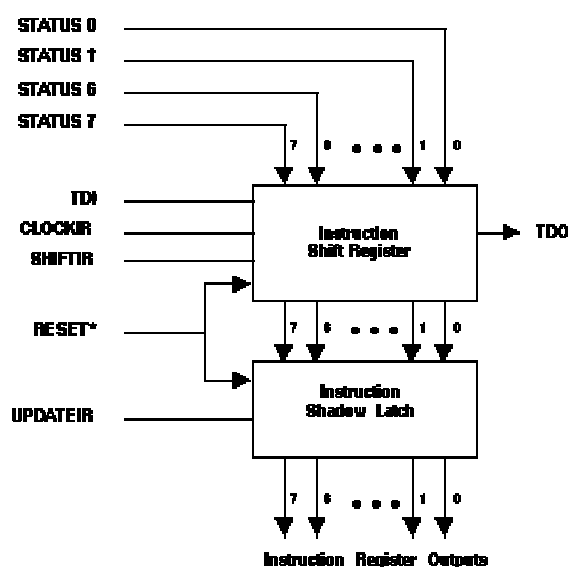 STATUS 0
STATUS 1
STATUS 6
STATUS 7
7 6 • • • 1 0
TDI
CLOCKIR
SHIFTIR
Instruction
Shift Register
TDO
RESET*
7 6 • • • 1 0
Instruction
Shadow Latch
UPDATEIR
7 6 • • • 1 0
Instruction Register Outputs